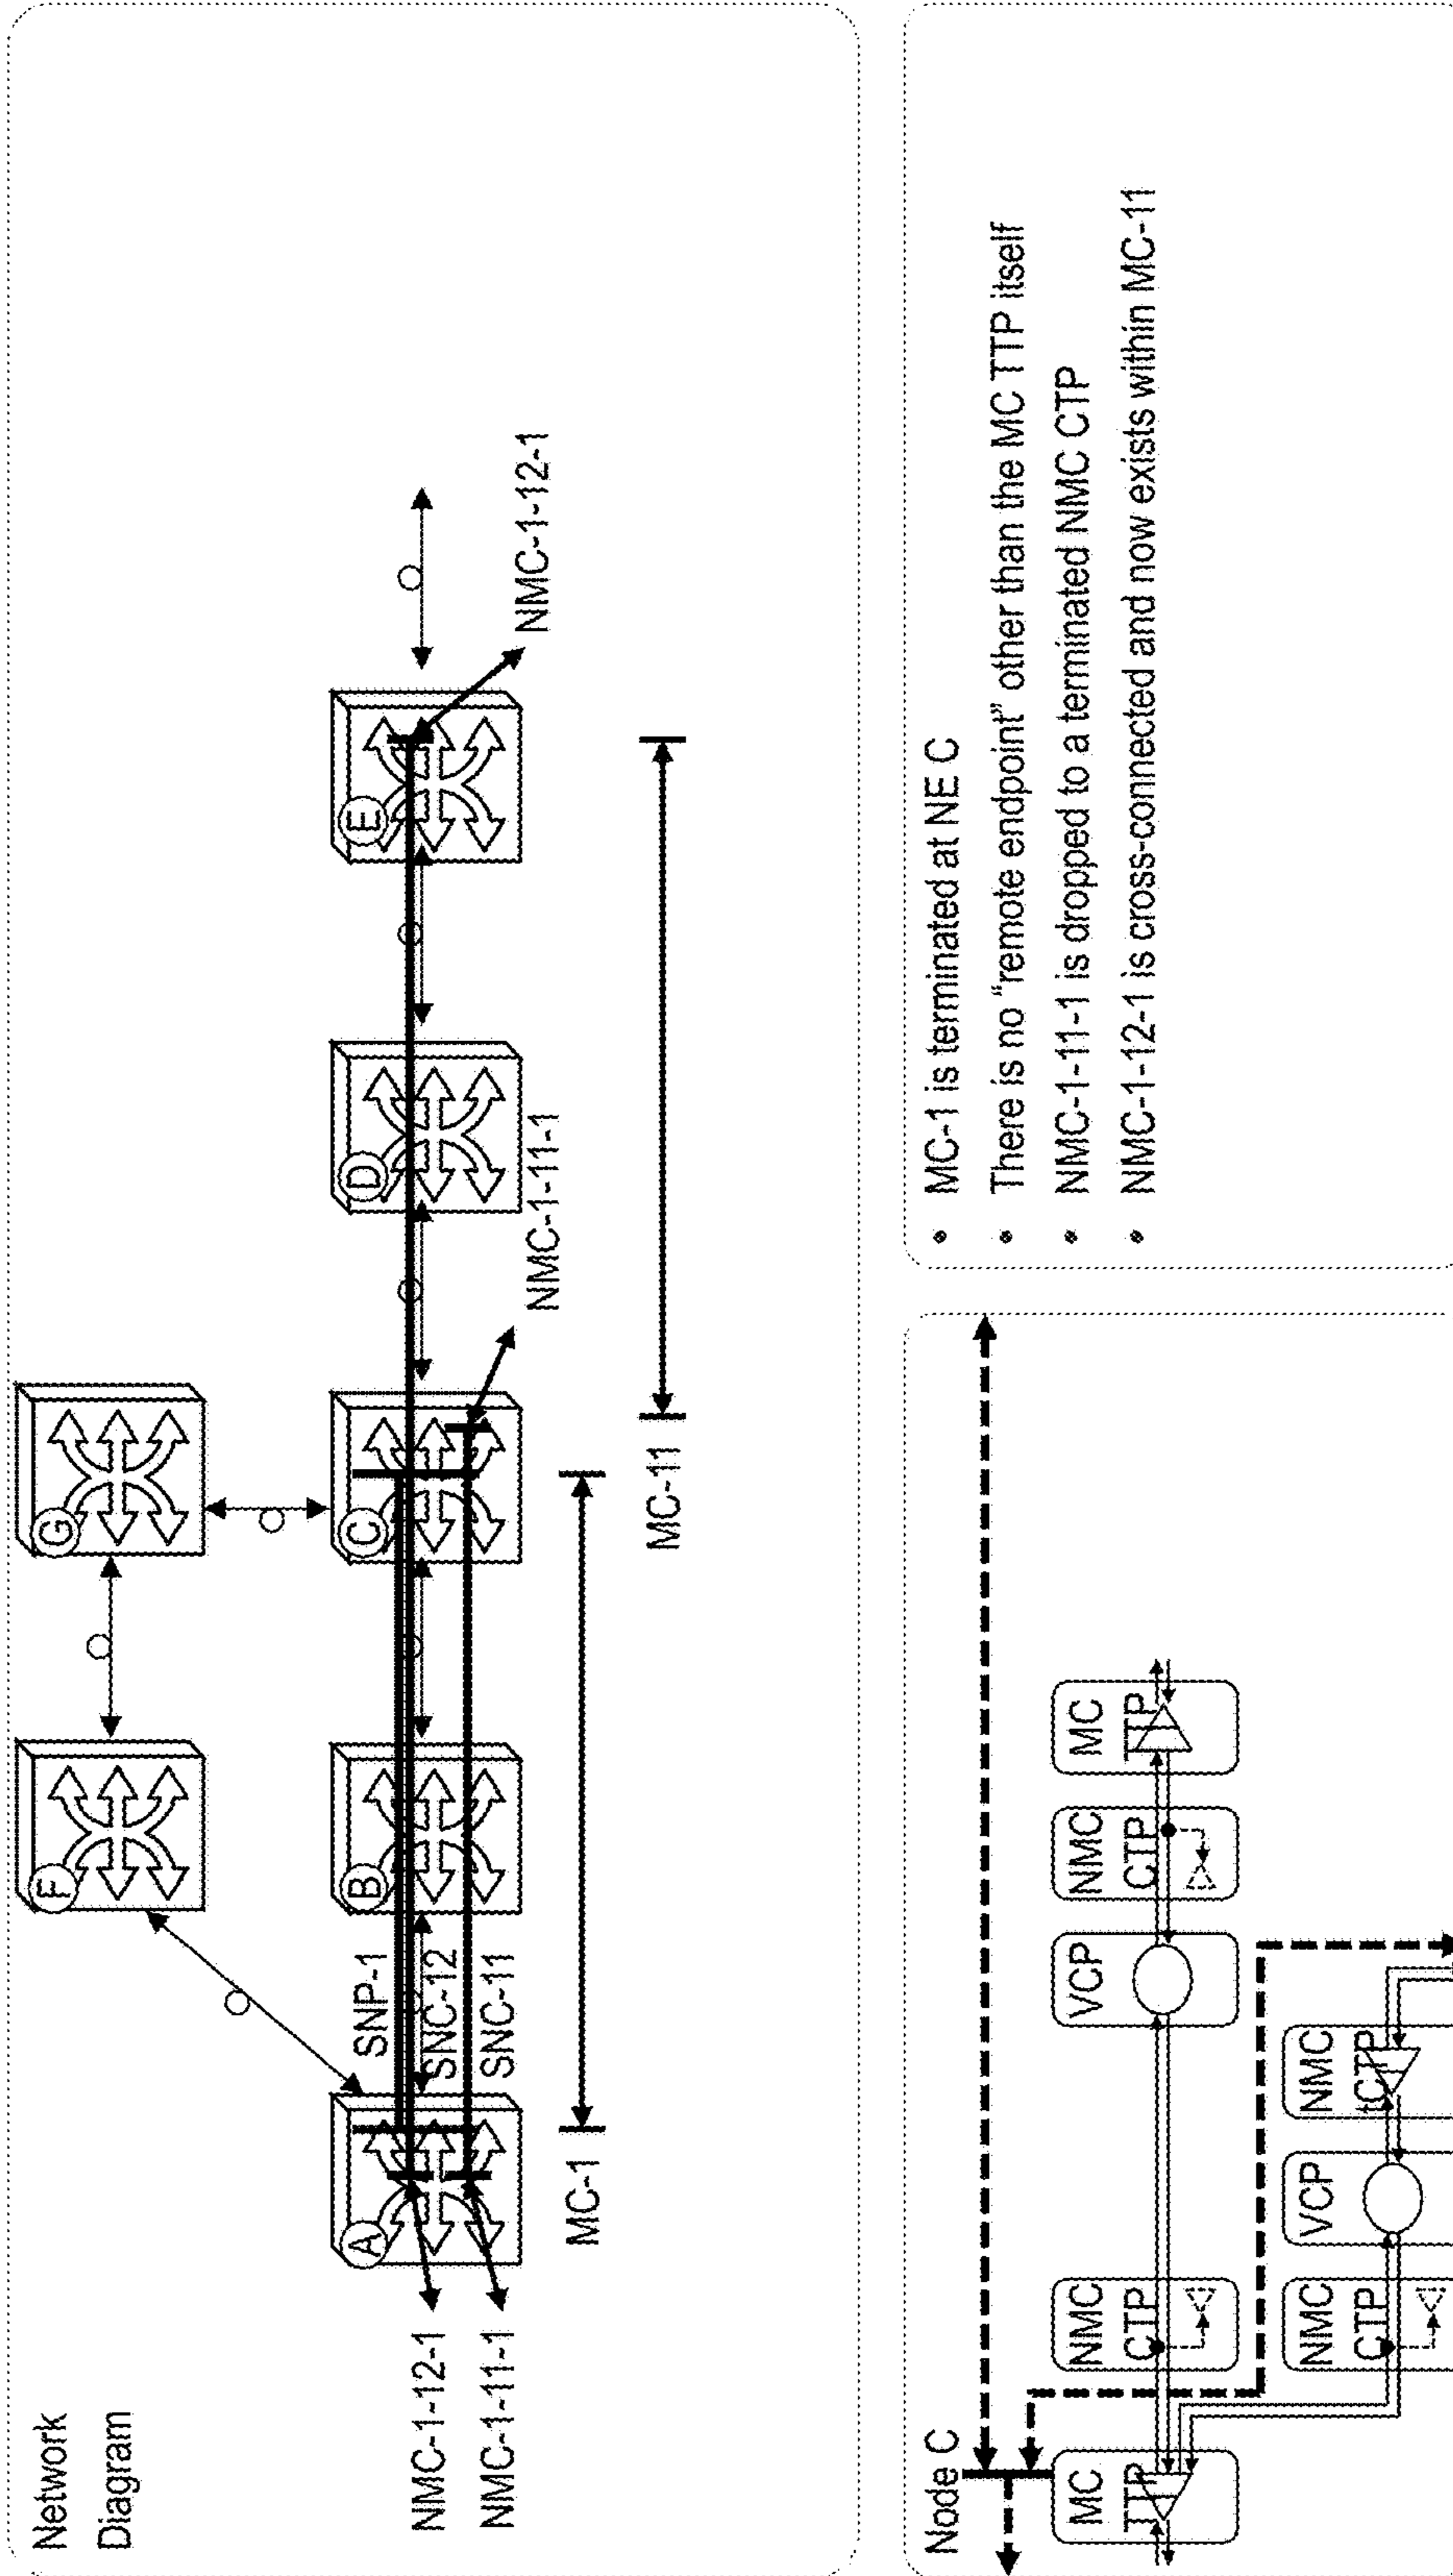 Network
Diagram
F
G
A
B
C
D
E
SNP-1
SNC-12
SNC-11
NMC-1-12-1
NMC-1-11-1
NMC-1-11-1
NMC-1-12-1
MC-1
MC-11
Node C
MC
TTP
NMC
CTP
VCP
NMC
CTP
MC
TTP
NMC
CTP
VCP
NMC
tCTP
• MC-1 is terminated at NE C
• There is no "remote endpoint" other than the MC TTP itself
• NMC-1-11-1 is dropped to a terminated NMC CTP
• NMC-1-12-1 is cross-connected and now exists within MC-11